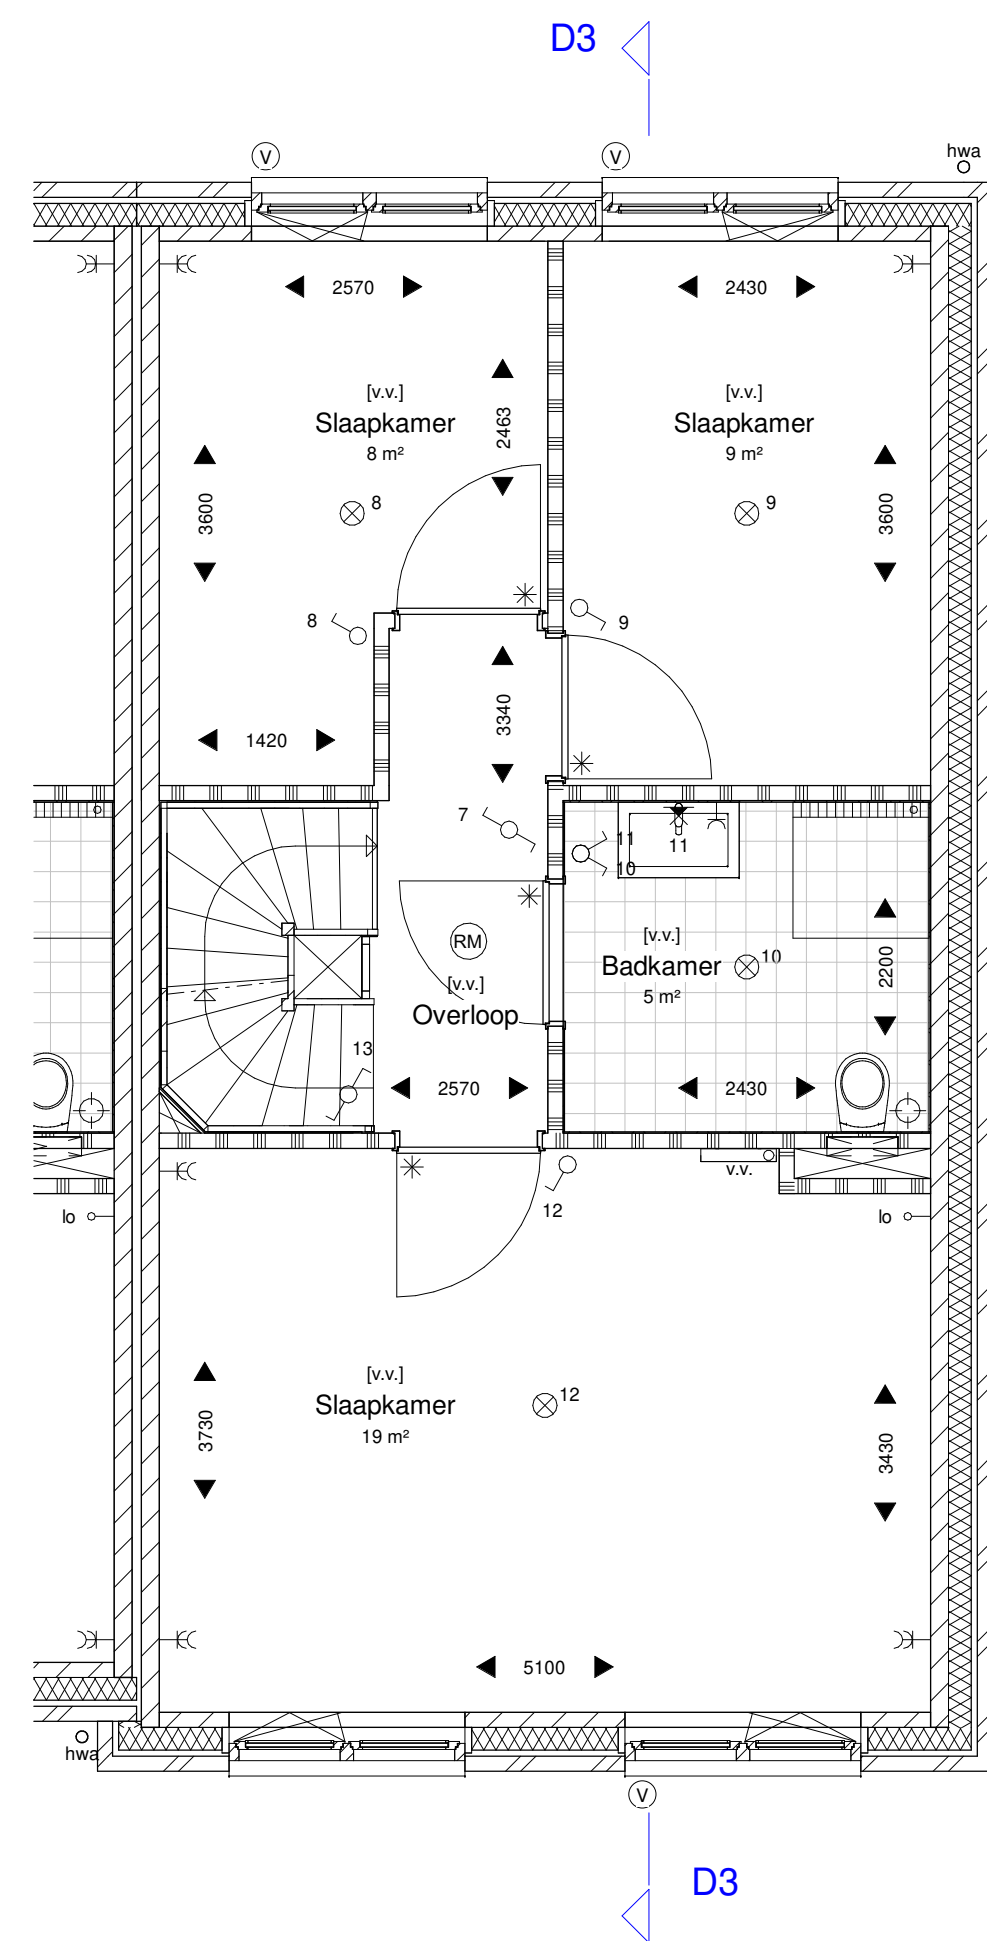 D3
V
V
hwa
2570
2430
[v.v.]
Slaapkamer
8 m²
2463
[v.v.]
Slaapkamer
9 m²
3600
8
9
3600
8
9
1420
3340
7
11
10
11
RM
[v.v.]
Overloop
[v.v.]
Badkamer
5 m²
10
2200
13
2570
2430
12
v.v.
lo
lo
[v.v.]
Slaapkamer
19 m²
12
3730
3430
5100
hwa
V
D3